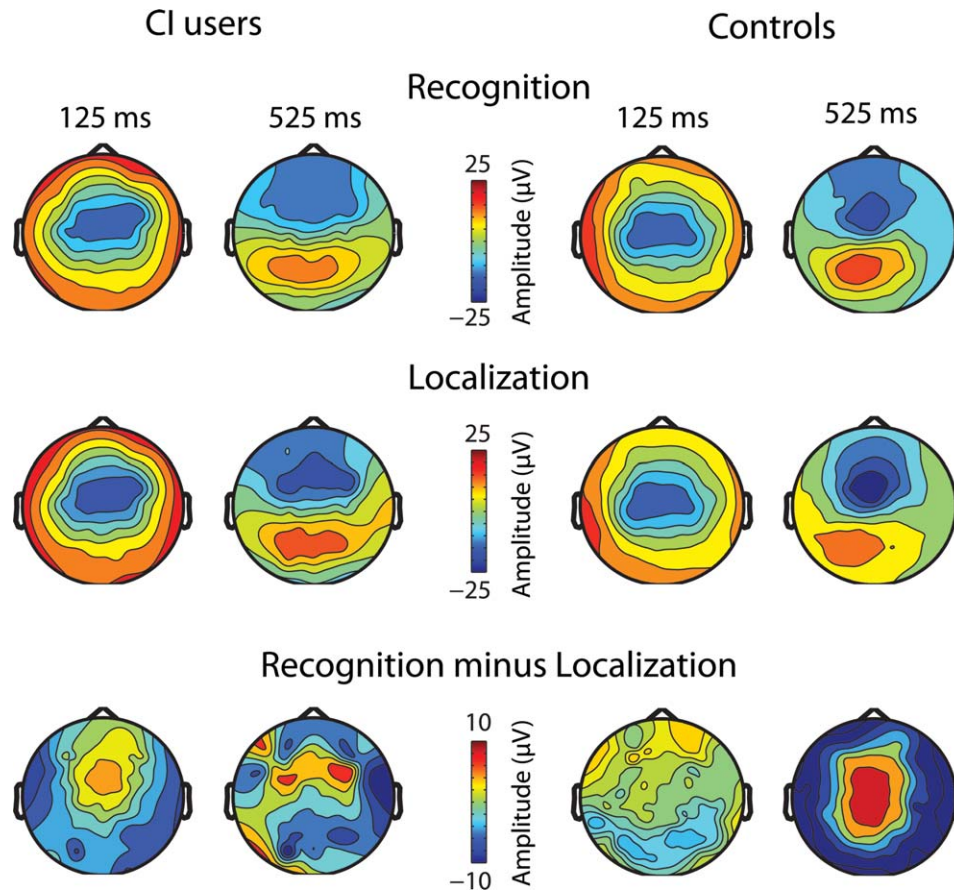 CI users
Controls
Recognition
125 ms
525 ms
125 ms
525 ms
25
Amplitude (µV)
−25
Localization
25
Amplitude (µV)
−25
Recognition minus Localization
10
Amplitude (µV)
−10